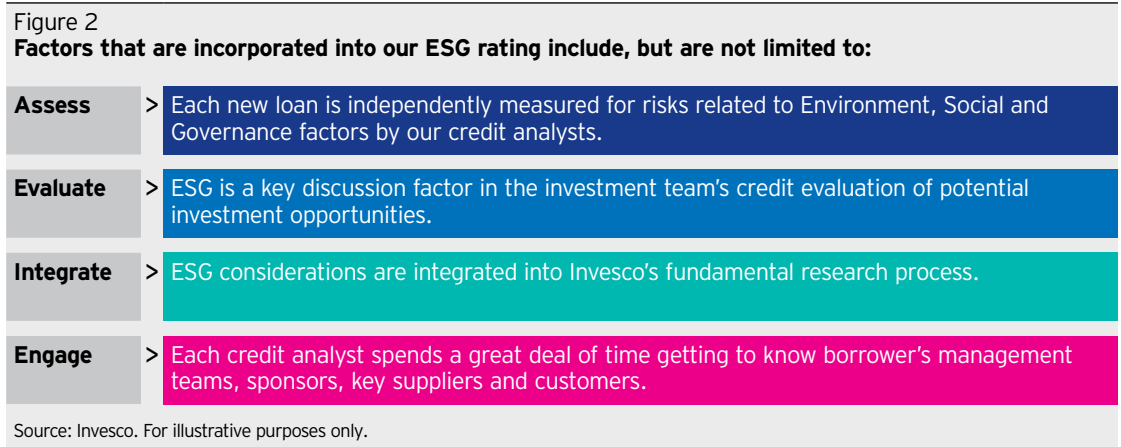 Figure 2
Factors that are incorporated into our ESG rating include, but are not limited to:
Assess > Each new loan is independently measured for risks related to Environment, Social and
Governance factors by our credit analysts.
Evaluate > ESG is a key discussion factor in the investment team's credit evaluation of potential
investment opportunities.
Integrate > ESG considerations are integrated into Invesco's fundamental research process.
Engage > Each credit analyst spends a great deal of time getting to know borrower's management
teams, sponsors, key suppliers and customers.
Source: Invesco. For illustrative purposes only.